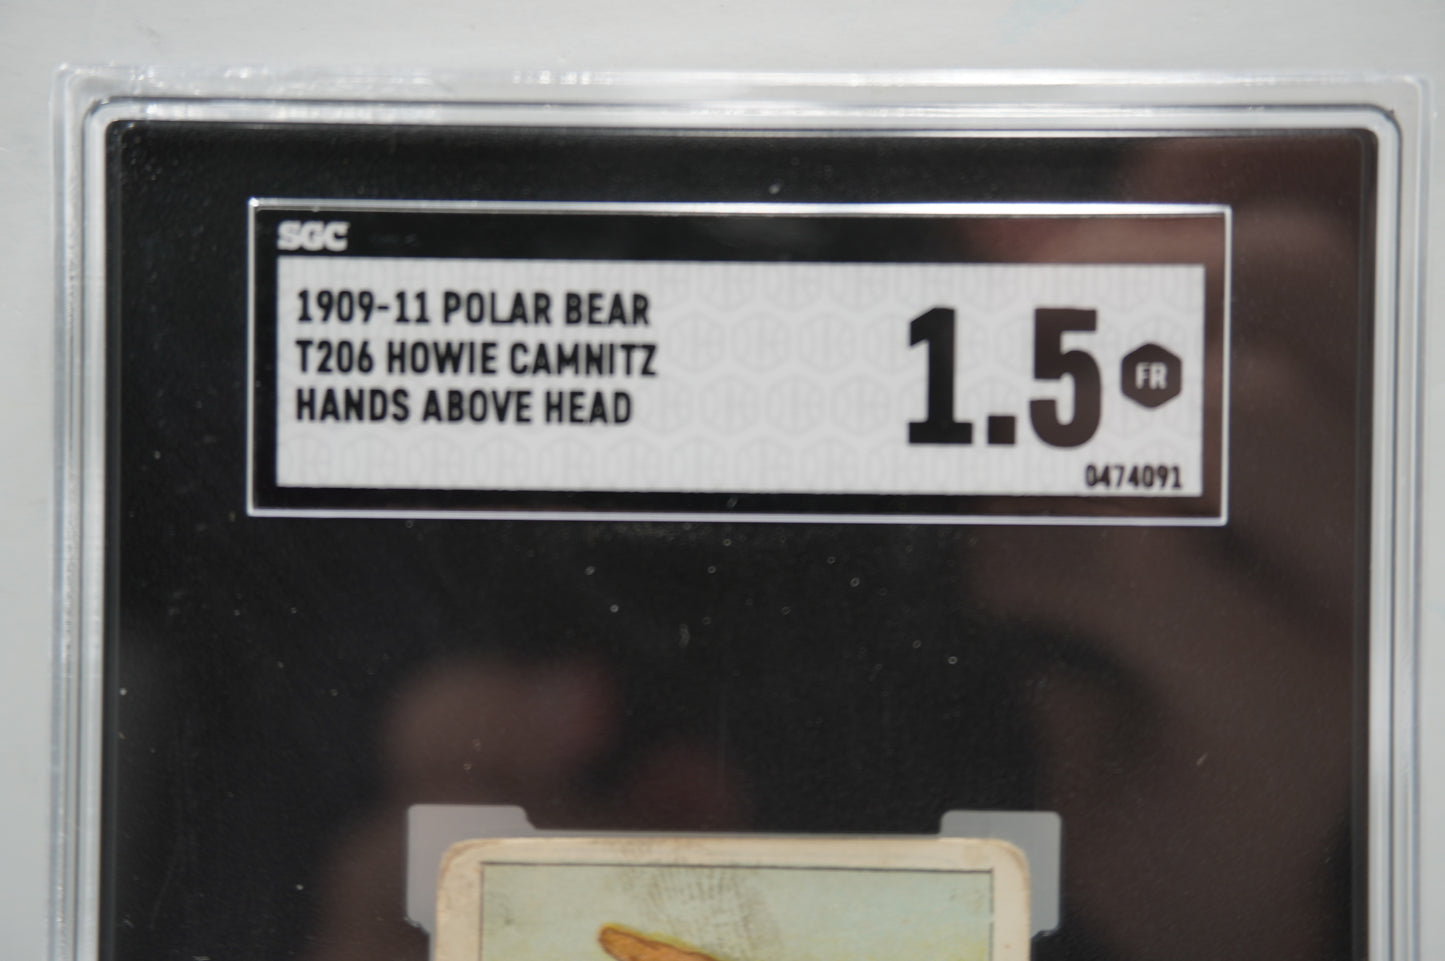 SGC
1909-11 POLAR BEAR
T206 HOWIE CAMNITZ
HANDS ABOVE HEAD
1.5 FR
0474091